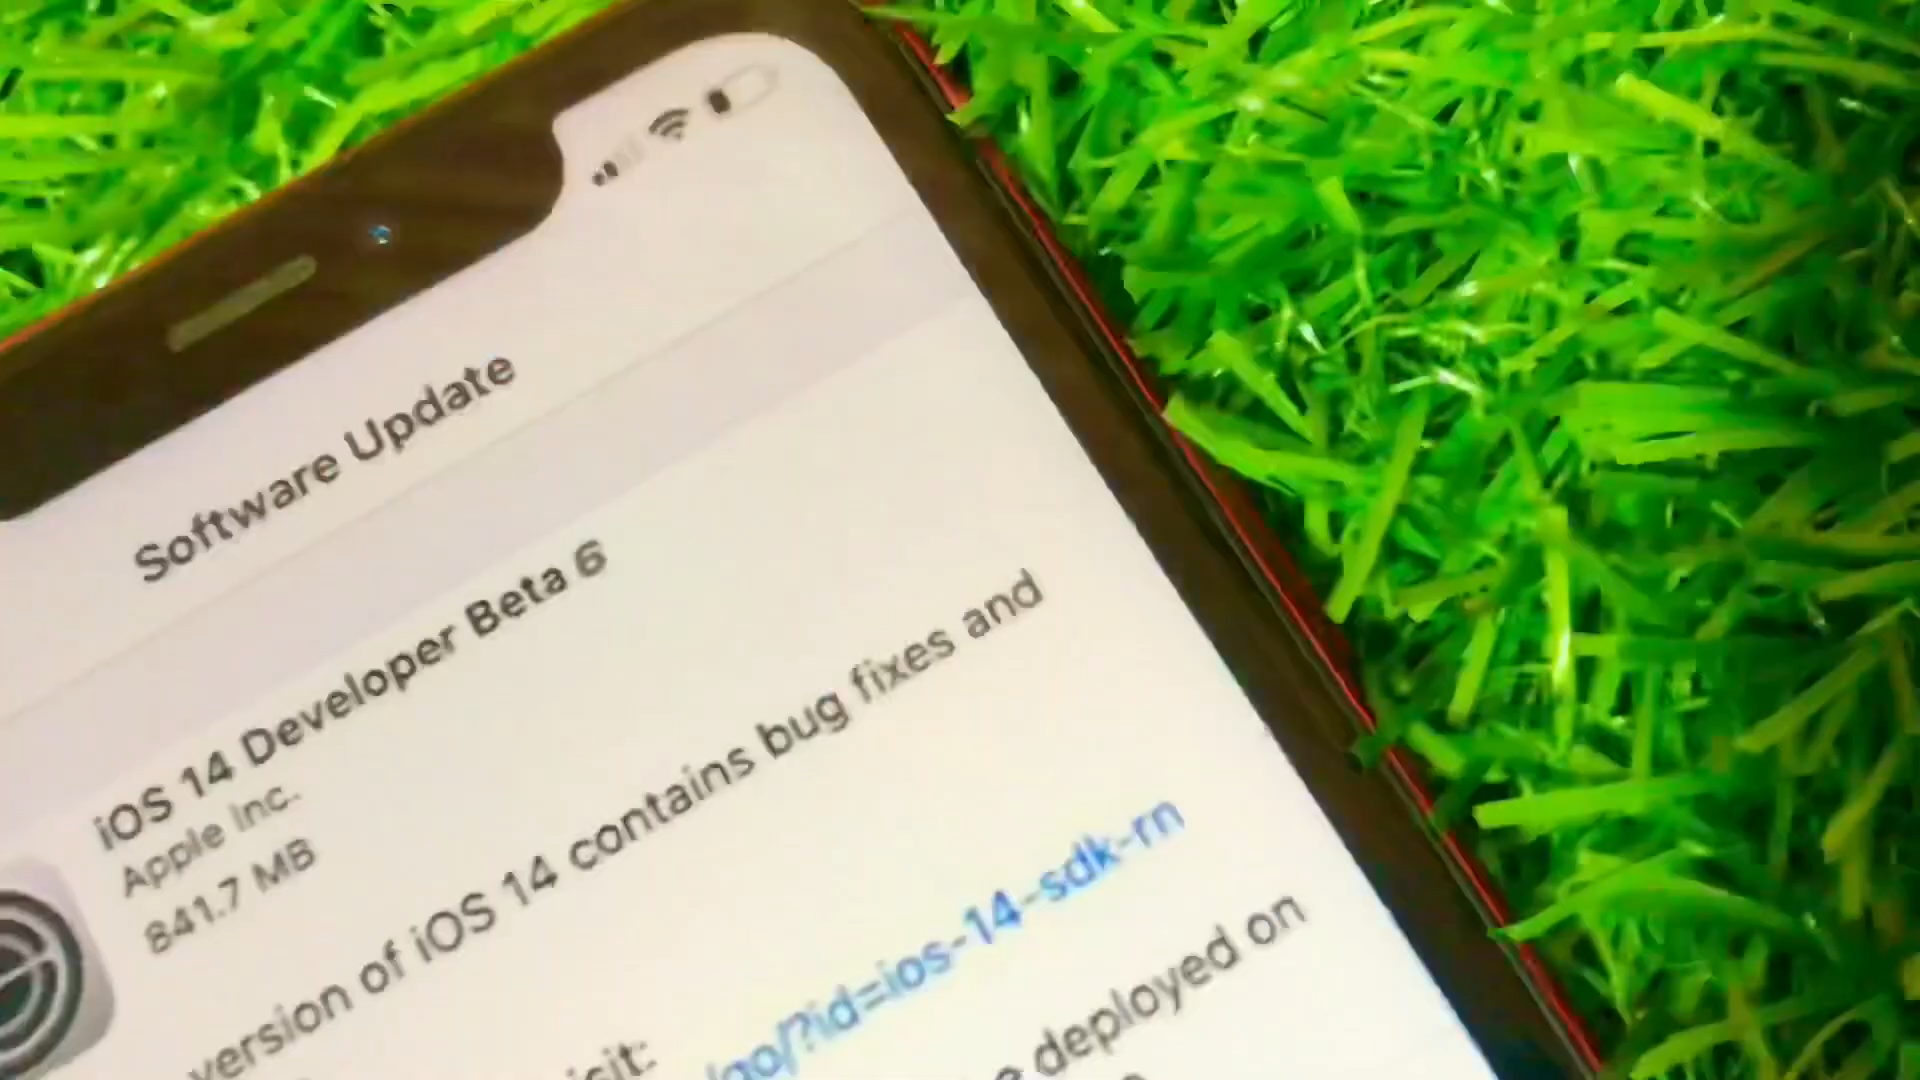 Software Update
iOS 14 Developer Beta 6
Apple Inc.
841.7 MB
version of iOS 14 contains bug fixes and
go/?id=ios-14-sdk-rn
deployed on